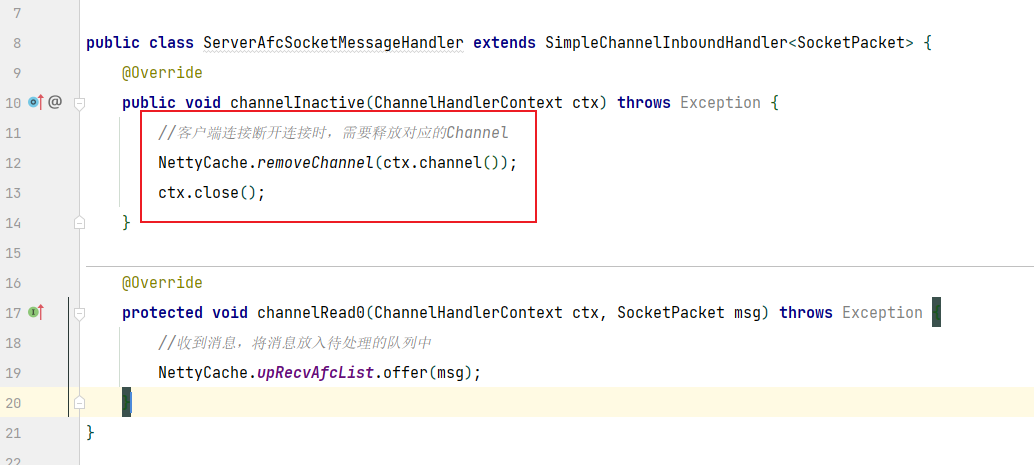 7
8 public class ServerAfcSocketMessageHandler extends SimpleChannelInboundHandler<SocketPacket> {
9 @Override
10 @ public void channelInactive(ChannelHandlerContext ctx) throws Exception {
11 //客户端连接断开连接时，需要释放对应的Channel
12 NettyCache.removeChannel(ctx.channel());
13 ctx.close();
14 }
15
16 @Override
17 protected void channelRead0(ChannelHandlerContext ctx, SocketPacket msg) throws Exception {
18 //收到消息，将消息放入待处理的队列中
19 NettyCache.upRecvAfcList.offer(msg);
20 }
21 }
22